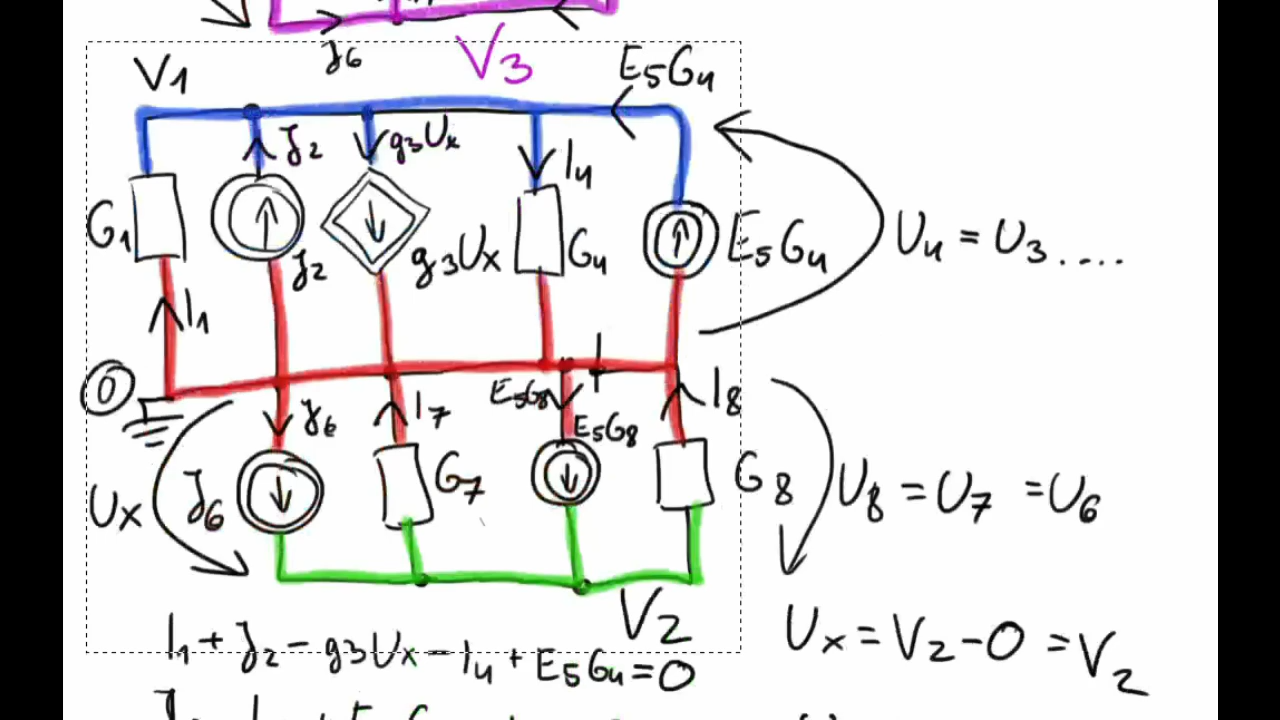 J6
V3
V1
E5G4
J2
g3Ux
I4
G1
J2
g3Ux
G4
E5G4
U4 = U3 ....
I1
0
E5G8
I8
J6
I7
E5G8
Ux
J6
G7
G8
U8 = U7 = U6
V2
I1 + J2 - g3Ux - I4 + E5G4 = 0
Ux = V2 - 0 = V2